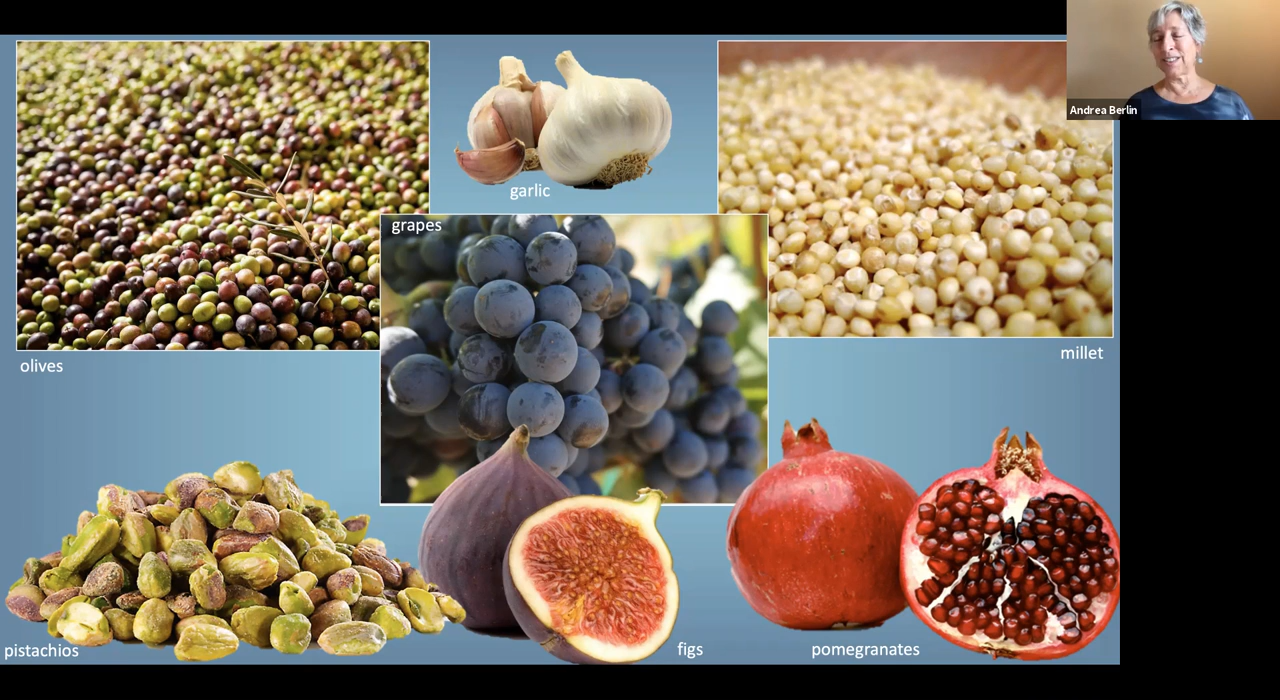 Andrea Berlin
garlic
grapes
olives
millet
pistachios
figs
pomegranates